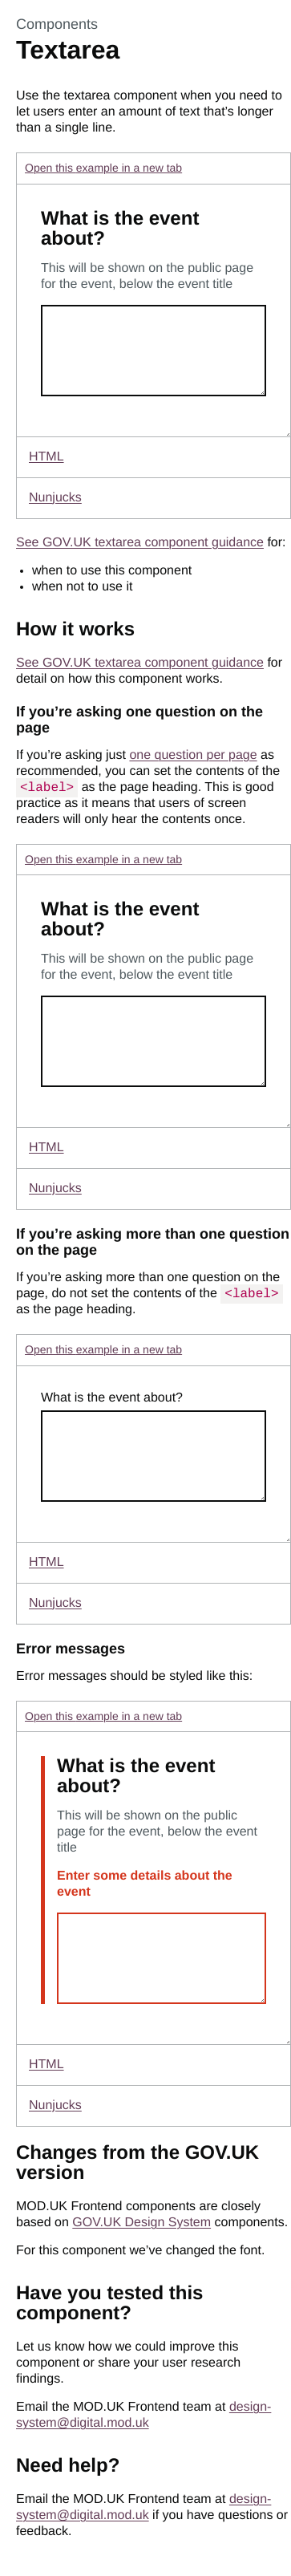 Components
Textarea
Use the textarea component when you need to
let users enter an amount of text that’s longer
than a single line.
Open this example in a new tab
What is the event
about?
This will be shown on the public page
for the event, below the event title
HTML
Nunjucks
See GOV.UK textarea component guidance for:
• when to use this component
• when not to use it
How it works
See GOV.UK textarea component guidance for
detail on how this component works.
If you’re asking one question on the
page
If you’re asking just one question per page as
recommended, you can set the contents of the
<label> as the page heading. This is good
practice as it means that users of screen
readers will only hear the contents once.
Open this example in a new tab
What is the event
about?
This will be shown on the public page
for the event, below the event title
HTML
Nunjucks
If you’re asking more than one question
on the page
If you’re asking more than one question on the
page, do not set the contents of the <label>
as the page heading.
Open this example in a new tab
What is the event about?
HTML
Nunjucks
Error messages
Error messages should be styled like this:
Open this example in a new tab
What is the event
about?
This will be shown on the public
page for the event, below the event
title
Enter some details about the
event
HTML
Nunjucks
Changes from the GOV.UK
version
MOD.UK Frontend components are closely
based on GOV.UK Design System components.
For this component we’ve changed the font.
Have you tested this
component?
Let us know how we could improve this
component or share your user research
findings.
Email the MOD.UK Frontend team at design-
system@digital.mod.uk
Need help?
Email the MOD.UK Frontend team at design-
system@digital.mod.uk if you have questions or
feedback.